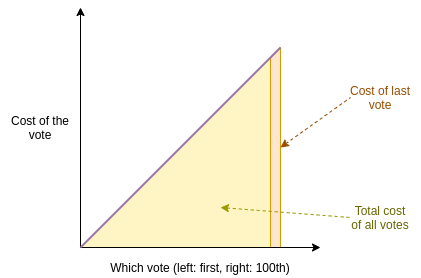 Cost of last
vote
Cost of the
vote
Total cost
of all votes
Which vote (left: first, right: 100th)